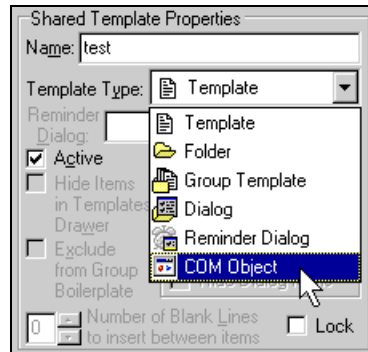 Shared Template Properties
Name: test
Template Type: Template
Reminder
Dialog:
Template
Folder
Group Template
Dialog
Reminder Dialog
COM Object
Active
Hide Items
in Templates
Drawer
Exclude
from Group
Boilerplate
0 Number of Blank Lines
to insert between items
Lock